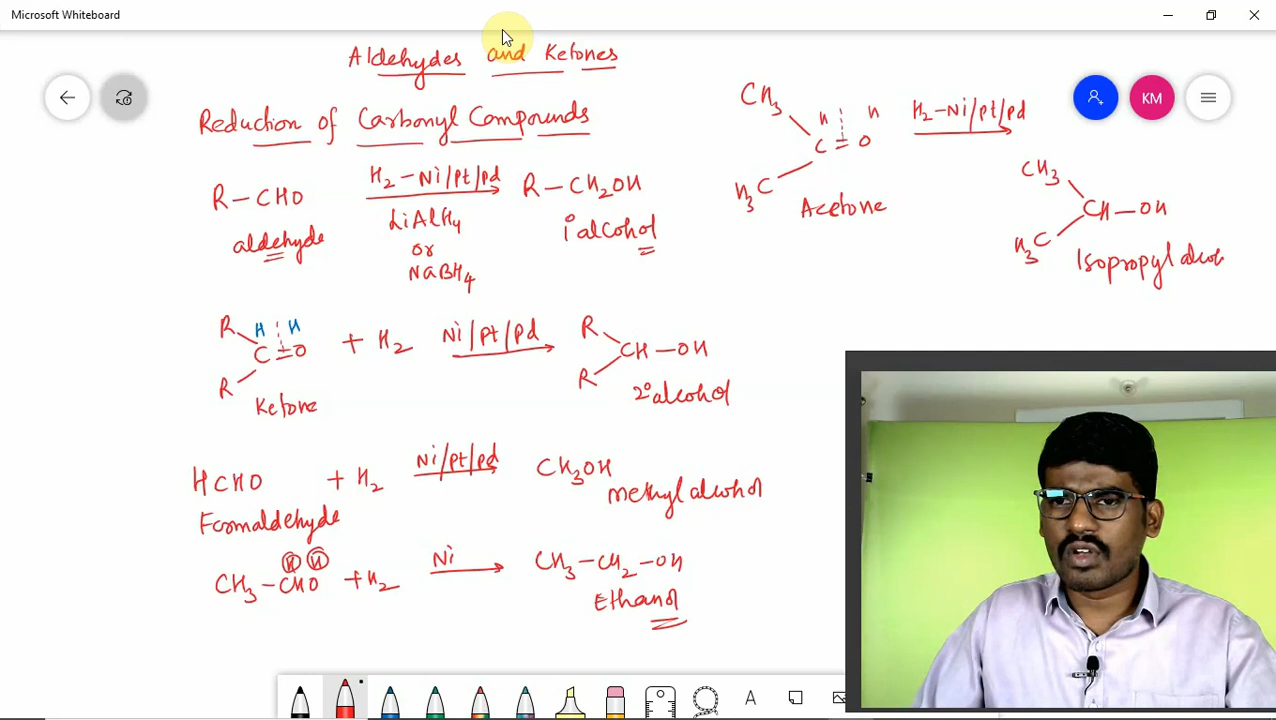 Microsoft Whiteboard
Aldehydes and Ketones
Reduction of Carbonyl Compounds
R – CHO H2 – Ni/pt/pd R – CH2OH
LiAlH4
or
NaBH4
aldehyde 1° alcohol
R
H H
C = O + H2 Ni/pt/pd
R
Ketone
R
CH – OH
R
2° alcohol
HCHO + H2 Ni/pt/pd CH3OH
Formaldehyde methyl alcohol
H H
CH3 – CHO + H2 Ni CH3 – CH2 – OH
Ethanol
CH3
H H
C = O H2 – Ni/pt/pd
H3C
Acetone
CH3
CH – OH
H3C
Isopropyl alcoh
KM
A